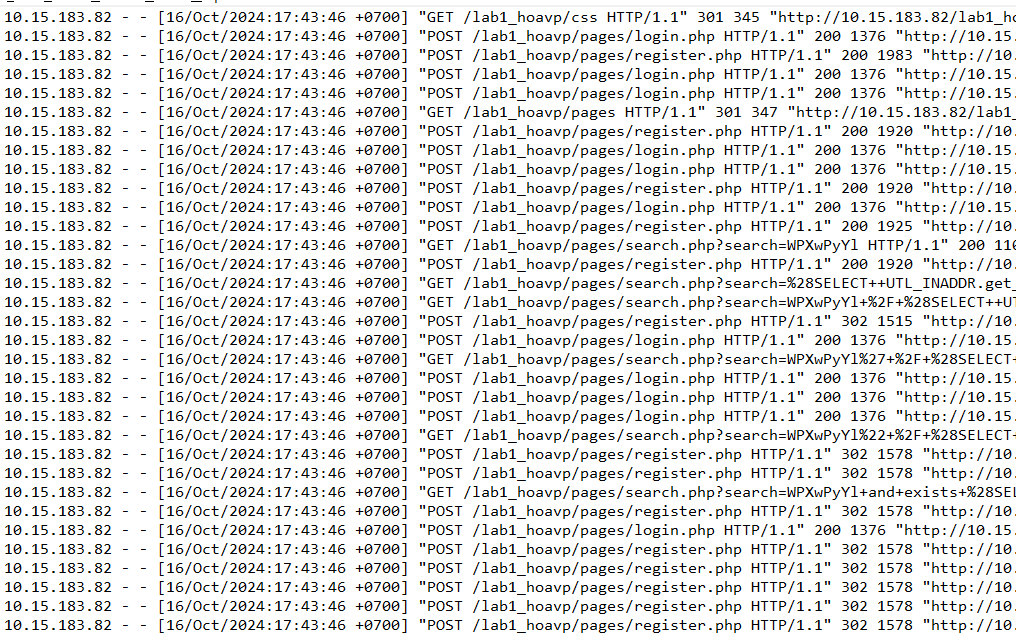 10.15.183.82 - - [16/Oct/2024:17:43:46 +0700] "GET /lab1_hoavp/css HTTP/1.1" 301 345 "http://10.15.183.82/lab1_ho
10.15.183.82 - - [16/Oct/2024:17:43:46 +0700] "POST /lab1_hoavp/pages/login.php HTTP/1.1" 200 1376 "http://10.15.
10.15.183.82 - - [16/Oct/2024:17:43:46 +0700] "POST /lab1_hoavp/pages/register.php HTTP/1.1" 200 1983 "http://10.
10.15.183.82 - - [16/Oct/2024:17:43:46 +0700] "POST /lab1_hoavp/pages/login.php HTTP/1.1" 200 1376 "http://10.15.
10.15.183.82 - - [16/Oct/2024:17:43:46 +0700] "POST /lab1_hoavp/pages/login.php HTTP/1.1" 200 1376 "http://10.15.
10.15.183.82 - - [16/Oct/2024:17:43:46 +0700] "GET /lab1_hoavp/pages HTTP/1.1" 301 347 "http://10.15.183.82/lab1_
10.15.183.82 - - [16/Oct/2024:17:43:46 +0700] "POST /lab1_hoavp/pages/register.php HTTP/1.1" 200 1920 "http://10.
10.15.183.82 - - [16/Oct/2024:17:43:46 +0700] "POST /lab1_hoavp/pages/login.php HTTP/1.1" 200 1376 "http://10.15.
10.15.183.82 - - [16/Oct/2024:17:43:46 +0700] "POST /lab1_hoavp/pages/login.php HTTP/1.1" 200 1376 "http://10.15.
10.15.183.82 - - [16/Oct/2024:17:43:46 +0700] "POST /lab1_hoavp/pages/register.php HTTP/1.1" 200 1920 "http://10.
10.15.183.82 - - [16/Oct/2024:17:43:46 +0700] "POST /lab1_hoavp/pages/login.php HTTP/1.1" 200 1376 "http://10.15.
10.15.183.82 - - [16/Oct/2024:17:43:46 +0700] "POST /lab1_hoavp/pages/register.php HTTP/1.1" 200 1925 "http://10.
10.15.183.82 - - [16/Oct/2024:17:43:46 +0700] "GET /lab1_hoavp/pages/search.php?search=WPXwPyYl HTTP/1.1" 200 110
10.15.183.82 - - [16/Oct/2024:17:43:46 +0700] "POST /lab1_hoavp/pages/register.php HTTP/1.1" 200 1920 "http://10.
10.15.183.82 - - [16/Oct/2024:17:43:46 +0700] "GET /lab1_hoavp/pages/search.php?search=%28SELECT++UTL_INADDR.get_
10.15.183.82 - - [16/Oct/2024:17:43:46 +0700] "GET /lab1_hoavp/pages/search.php?search=WPXwPyYl+%2F+%28SELECT++UT
10.15.183.82 - - [16/Oct/2024:17:43:46 +0700] "POST /lab1_hoavp/pages/register.php HTTP/1.1" 302 1515 "http://10.
10.15.183.82 - - [16/Oct/2024:17:43:46 +0700] "POST /lab1_hoavp/pages/login.php HTTP/1.1" 200 1376 "http://10.15.
10.15.183.82 - - [16/Oct/2024:17:43:46 +0700] "GET /lab1_hoavp/pages/search.php?search=WPXwPyYl%27+%2F+%28SELECT+
10.15.183.82 - - [16/Oct/2024:17:43:46 +0700] "POST /lab1_hoavp/pages/login.php HTTP/1.1" 200 1376 "http://10.15.
10.15.183.82 - - [16/Oct/2024:17:43:46 +0700] "POST /lab1_hoavp/pages/login.php HTTP/1.1" 200 1376 "http://10.15.
10.15.183.82 - - [16/Oct/2024:17:43:46 +0700] "POST /lab1_hoavp/pages/login.php HTTP/1.1" 200 1376 "http://10.15.
10.15.183.82 - - [16/Oct/2024:17:43:46 +0700] "GET /lab1_hoavp/pages/search.php?search=WPXwPyYl%22+%2F+%28SELECT+
10.15.183.82 - - [16/Oct/2024:17:43:46 +0700] "POST /lab1_hoavp/pages/register.php HTTP/1.1" 302 1578 "http://10.
10.15.183.82 - - [16/Oct/2024:17:43:46 +0700] "POST /lab1_hoavp/pages/register.php HTTP/1.1" 302 1578 "http://10.
10.15.183.82 - - [16/Oct/2024:17:43:46 +0700] "GET /lab1_hoavp/pages/search.php?search=WPXwPyYl+and+exists+%28SEL
10.15.183.82 - - [16/Oct/2024:17:43:46 +0700] "POST /lab1_hoavp/pages/register.php HTTP/1.1" 302 1578 "http://10.
10.15.183.82 - - [16/Oct/2024:17:43:46 +0700] "POST /lab1_hoavp/pages/login.php HTTP/1.1" 200 1376 "http://10.15.
10.15.183.82 - - [16/Oct/2024:17:43:46 +0700] "POST /lab1_hoavp/pages/register.php HTTP/1.1" 302 1578 "http://10.
10.15.183.82 - - [16/Oct/2024:17:43:46 +0700] "POST /lab1_hoavp/pages/register.php HTTP/1.1" 302 1578 "http://10.
10.15.183.82 - - [16/Oct/2024:17:43:46 +0700] "POST /lab1_hoavp/pages/register.php HTTP/1.1" 302 1578 "http://10.
10.15.183.82 - - [16/Oct/2024:17:43:46 +0700] "POST /lab1_hoavp/pages/register.php HTTP/1.1" 302 1578 "http://10.
10.15.183.82 - - [16/Oct/2024:17:43:46 +0700] "POST /lab1_hoavp/pages/register.php HTTP/1.1" 302 1578 "http://10.